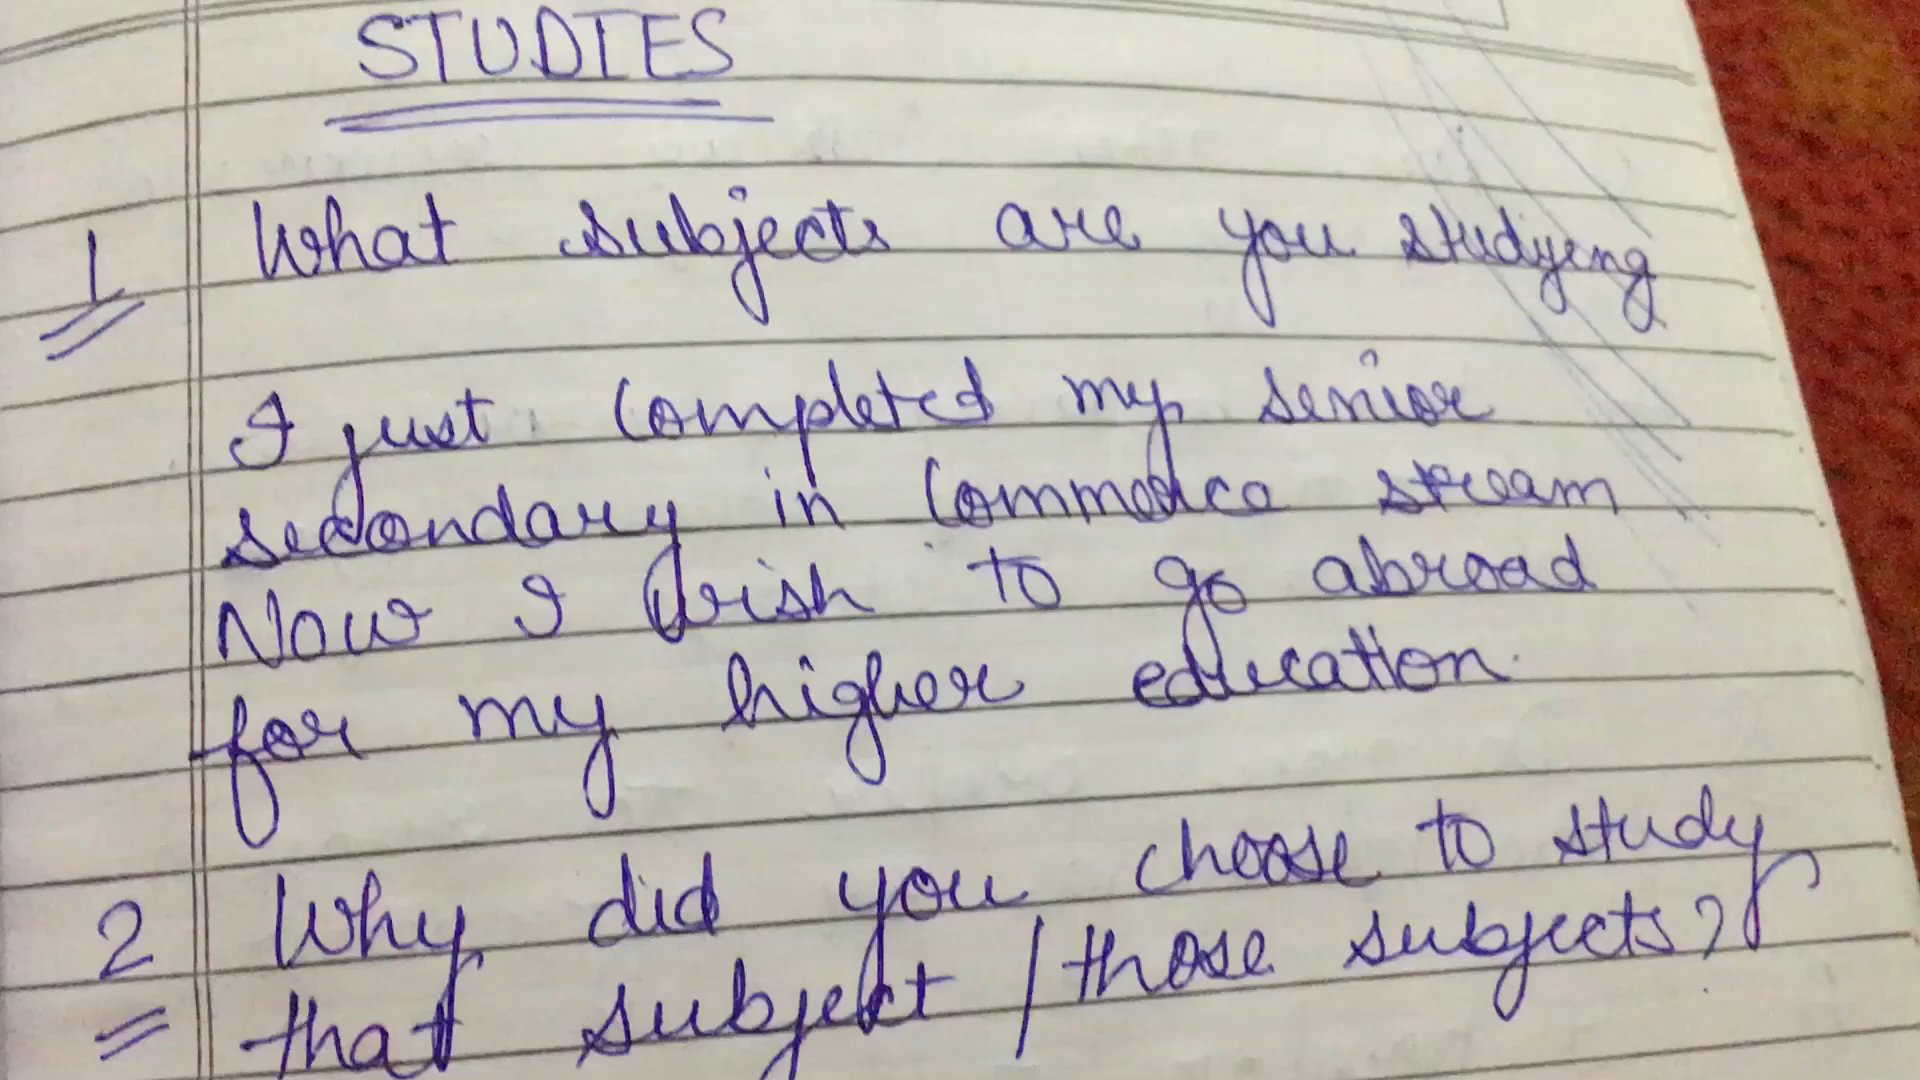 STUDIES
1 What subjects are you studying
I just completed my senior
secondary in Commerce stream
Now I wish to go abroad
for my higher education.
2 Why did you choose to study
that subject / those subjects?